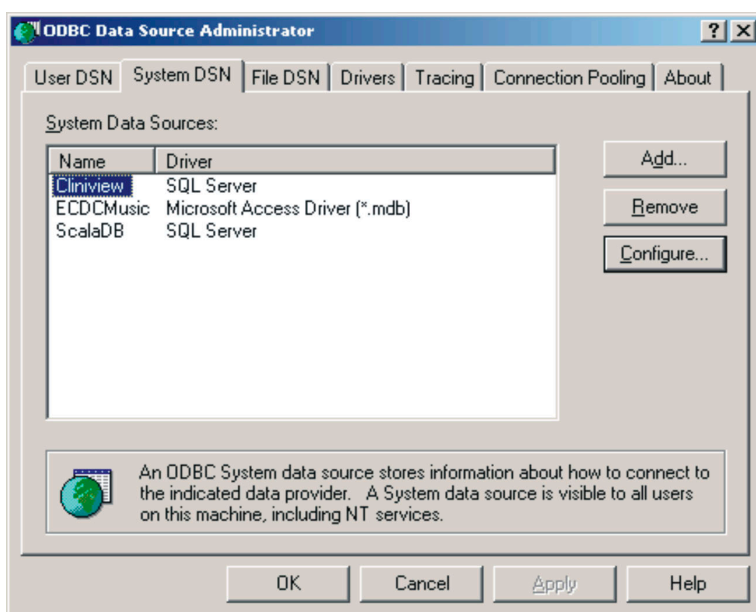 ODBC Data Source Administrator
User DSN System DSN File DSN Drivers Tracing Connection Pooling About
System Data Sources:
Name Driver
Cliniview SQL Server
ECDCMusic Microsoft Access Driver (*.mdb)
ScalaDB SQL Server
Add...
Remove
Configure...
An ODBC System data source stores information about how to connect to
the indicated data provider. A System data source is visible to all users
on this machine, including NT services.
OK Cancel Apply Help